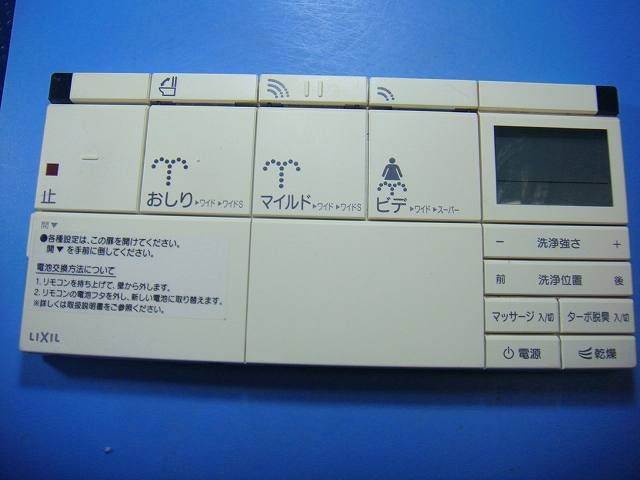 止
おしり▶ワイド▶ワイドS
マイルド▶ワイド▶ワイドS
ビデ▶ワイド▶スーパー
開▼
●各種設定は、この扉を開けてください。
開▼を手前に倒してください。
電池交換方法について
1. リモコンを持ち上げて、壁から外します。
2. リモコンの電池フタを外し、新しい電池に取り替えます。
※詳しくは取扱説明書をご参照ください。
LIXIL
− 洗浄強さ +
前 洗浄位置 後
マッサージ 入/切
ターボ脱臭 入/切
電源
乾燥